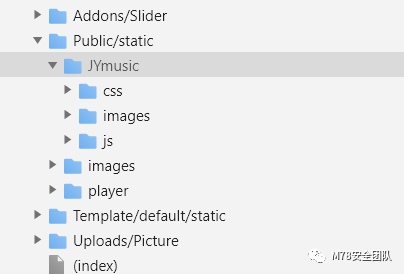 Addons/Slider
Public/static
JYmusic
css
images
js
images
player
Template/default/static
Uploads/Picture
(index)
M78安全团队